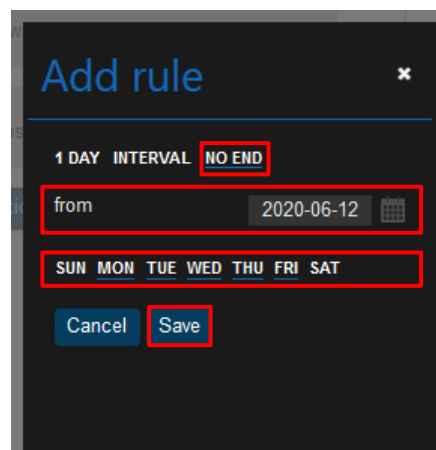 Add rule ×
1 DAY INTERVAL NO END
from 2020-06-12
SUN MON TUE WED THU FRI SAT
Cancel Save